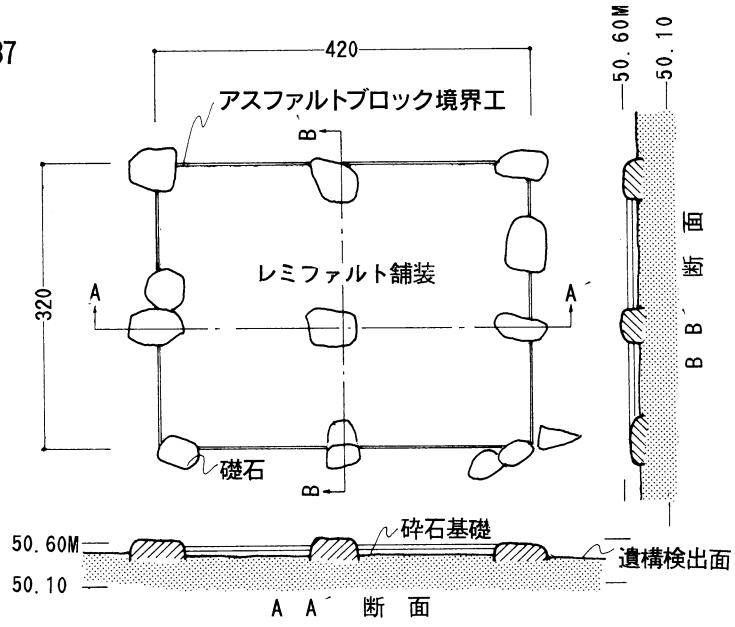 37
420
50.60M
50.10
アスファルトブロック境界工
B´
B
320
レミファルト舗装
A
A´
B B´ 断面
礎石
B
50.60M
砕石基礎
遺構検出面
50.10
A A´ 断面